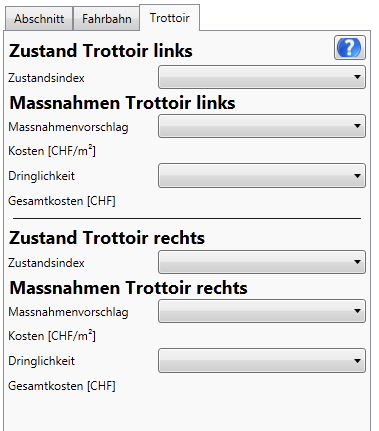 Abschnitt Fahrbahn Trottoir
Zustand Trottoir links ?
Zustandsindex
Massnahmen Trottoir links
Massnahmenvorschlag
Kosten [CHF/m²]
Dringlichkeit
Gesamtkosten [CHF]
Zustand Trottoir rechts
Zustandsindex
Massnahmen Trottoir rechts
Massnahmenvorschlag
Kosten [CHF/m²]
Dringlichkeit
Gesamtkosten [CHF]